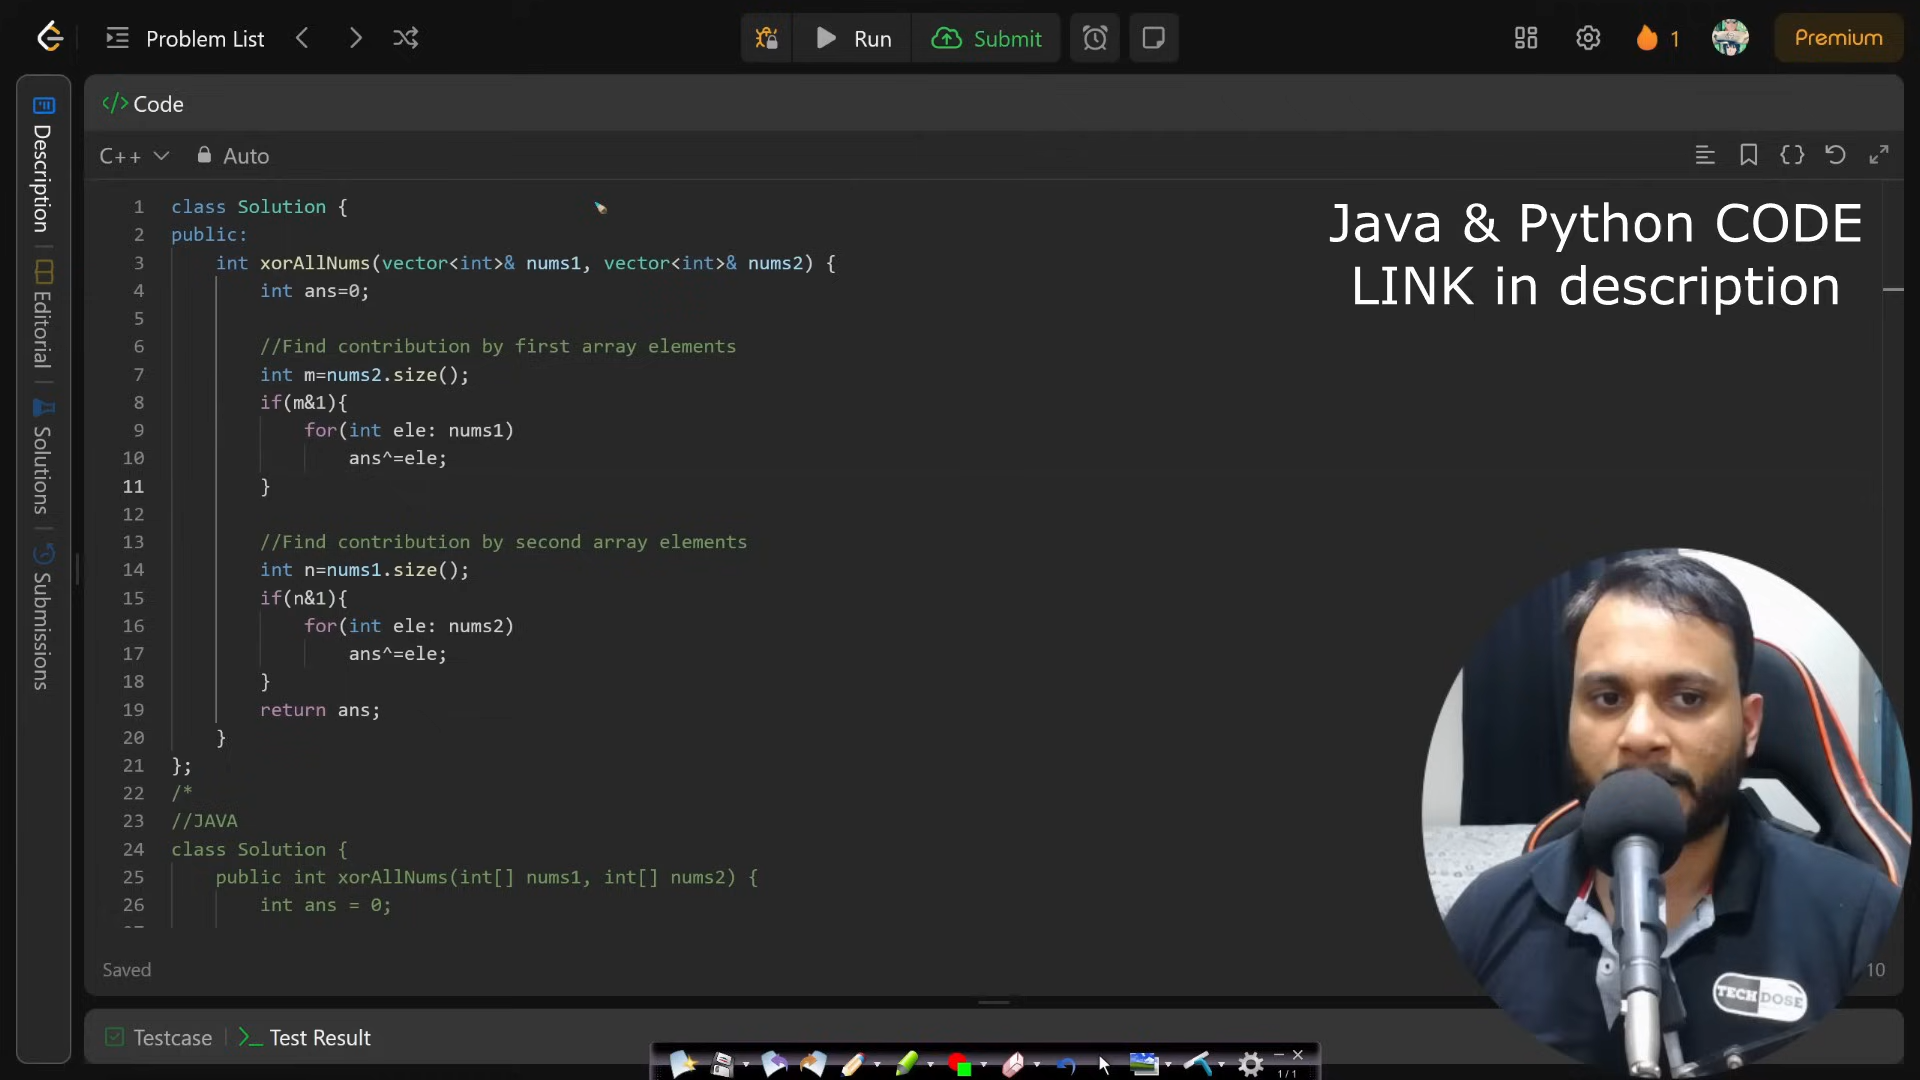 Problem List
Run
Submit
1
Premium
Description
Editorial
Solutions
Submissions
</> Code
C++
Auto
Java & Python CODE
LINK in description
1 class Solution {
2 public:
3 int xorAllNums(vector<int>& nums1, vector<int>& nums2) {
4 int ans=0;
5
6 //Find contribution by first array elements
7 int m=nums2.size();
8 if(m&1){
9 for(int ele: nums1)
10 ans^=ele;
11 }
12
13 //Find contribution by second array elements
14 int n=nums1.size();
15 if(n&1){
16 for(int ele: nums2)
17 ans^=ele;
18 }
19 return ans;
20 }
21 };
22 /*
23 //JAVA
24 class Solution {
25 public int xorAllNums(int[] nums1, int[] nums2) {
26 int ans = 0;
Saved
10
TECH DOSE
Testcase
Test Result
1/1